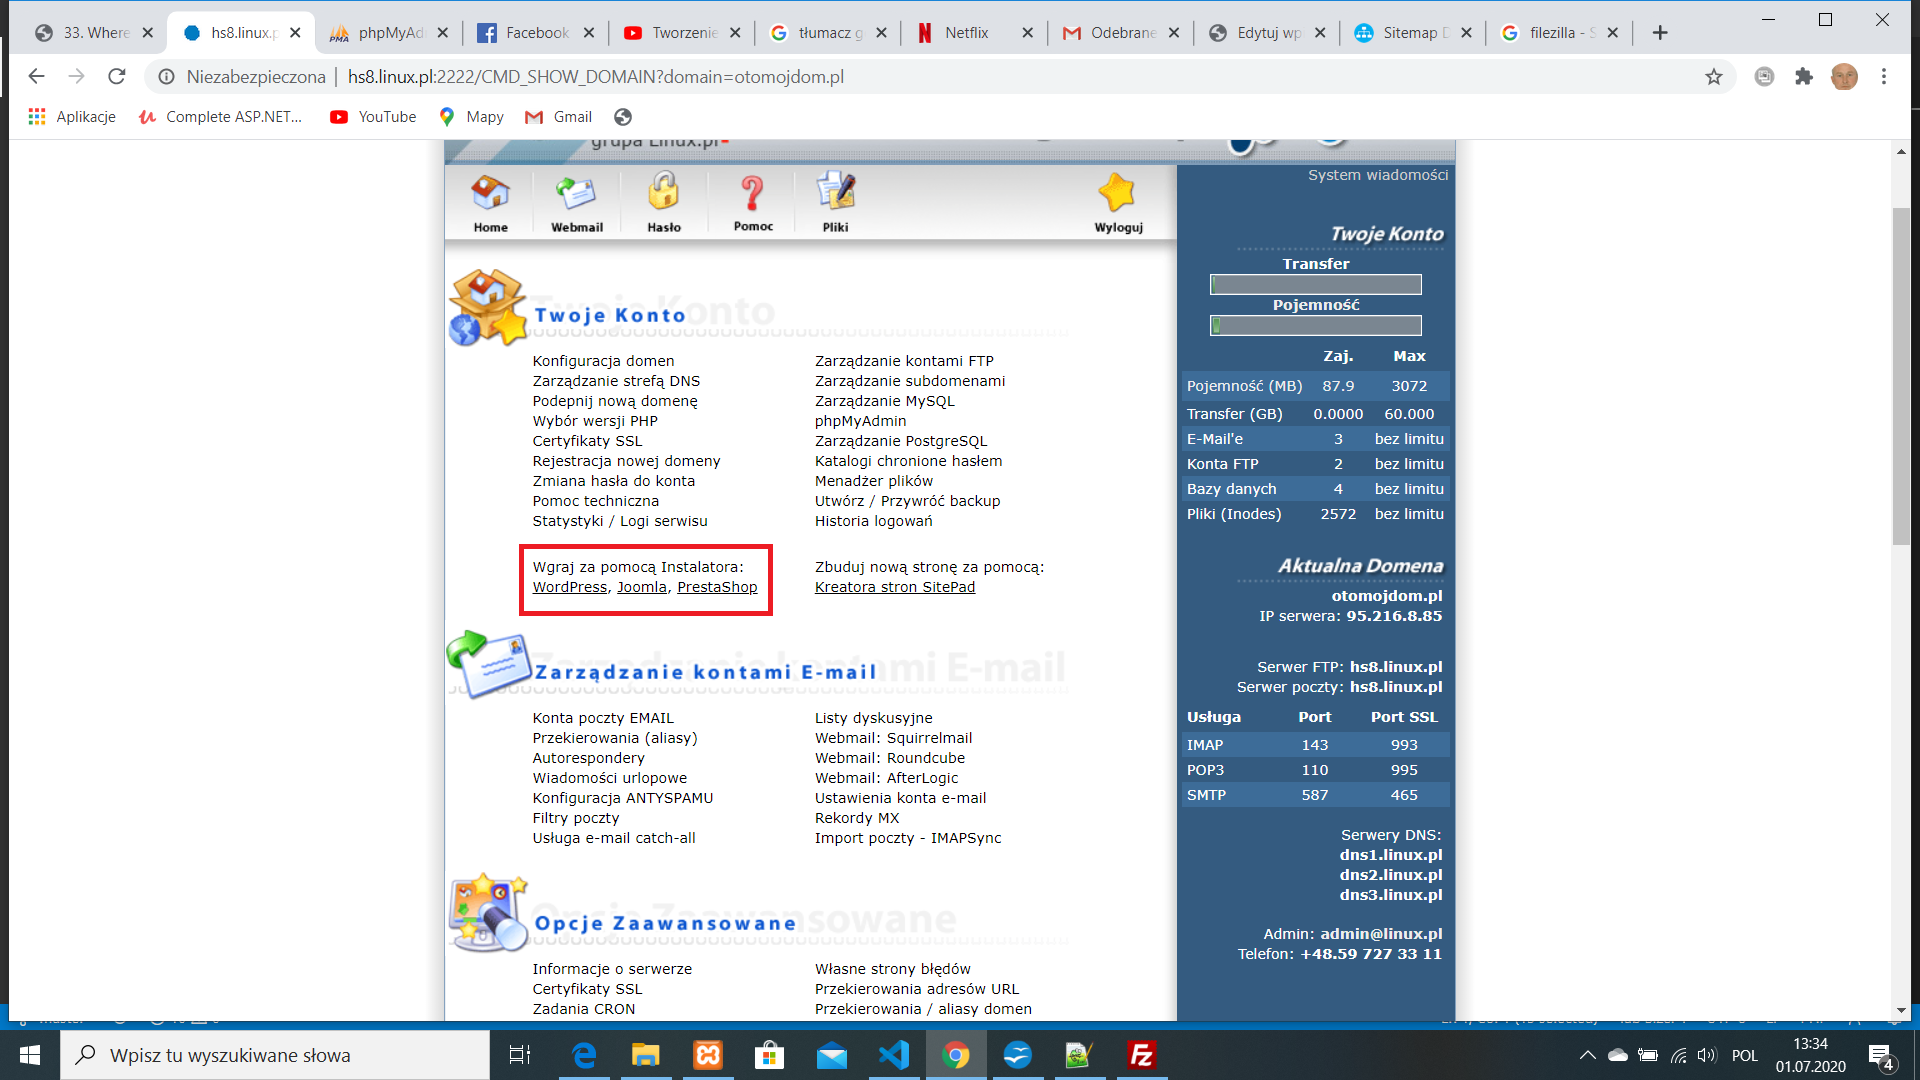 33. Where
hs8.linux.p
phpMyAd
Facebook
Tworzenie
tłumacz g
Netflix
Odebrane
Edytuj wp
Sitemap D
filezilla - S
Niezabezpieczona | hs8.linux.pl:2222/CMD_SHOW_DOMAIN?domain=otomojdom.pl
Aplikacje
Complete ASP.NET...
YouTube
Mapy
Gmail
grupa Linux.pl
Home
Webmail
Hasło
Pomoc
Pliki
Wyloguj
Twoje Konto
Konfiguracja domen
Zarządzanie strefą DNS
Podepnij nową domenę
Wybór wersji PHP
Certyfikaty SSL
Rejestracja nowej domeny
Zmiana hasła do konta
Pomoc techniczna
Statystyki / Logi serwisu
Zarządzanie kontami FTP
Zarządzanie subdomenami
Zarządzanie MySQL
phpMyAdmin
Zarządzanie PostgreSQL
Katalogi chronione hasłem
Menadżer plików
Utwórz / Przywróć backup
Historia logowań
Wgraj za pomocą Instalatora:
WordPress, Joomla, PrestaShop
Zbuduj nową stronę za pomocą:
Kreatora stron SitePad
Zarządzanie kontami E-mail
Konta poczty EMAIL
Przekierowania (aliasy)
Autorespondery
Wiadomości urlopowe
Konfiguracja ANTYSPAMU
Filtry poczty
Usługa e-mail catch-all
Listy dyskusyjne
Webmail: Squirrelmail
Webmail: Roundcube
Webmail: AfterLogic
Ustawienia konta e-mail
Rekordy MX
Import poczty - IMAPSync
Opcje Zaawansowane
Informacje o serwerze
Certyfikaty SSL
Zadania CRON
Własne strony błędów
Przekierowania adresów URL
Przekierowania / aliasy domen
System wiadomości
Twoje Konto
Transfer
Pojemność
Zaj. Max
Pojemność (MB) 87.9 3072
Transfer (GB) 0.0000 60.000
E-Mail'e 3 bez limitu
Konta FTP 2 bez limitu
Bazy danych 4 bez limitu
Pliki (Inodes) 2572 bez limitu
Aktualna Domena
otomojdom.pl
IP serwera: 95.216.8.85
Serwer FTP: hs8.linux.pl
Serwer poczty: hs8.linux.pl
Usługa Port Port SSL
IMAP 143 993
POP3 110 995
SMTP 587 465
Serwery DNS:
dns1.linux.pl
dns2.linux.pl
dns3.linux.pl
Admin: admin@linux.pl
Telefon: +48.59 727 33 11
Wpisz tu wyszukiwane słowa
POL
13:34
01.07.2020
4